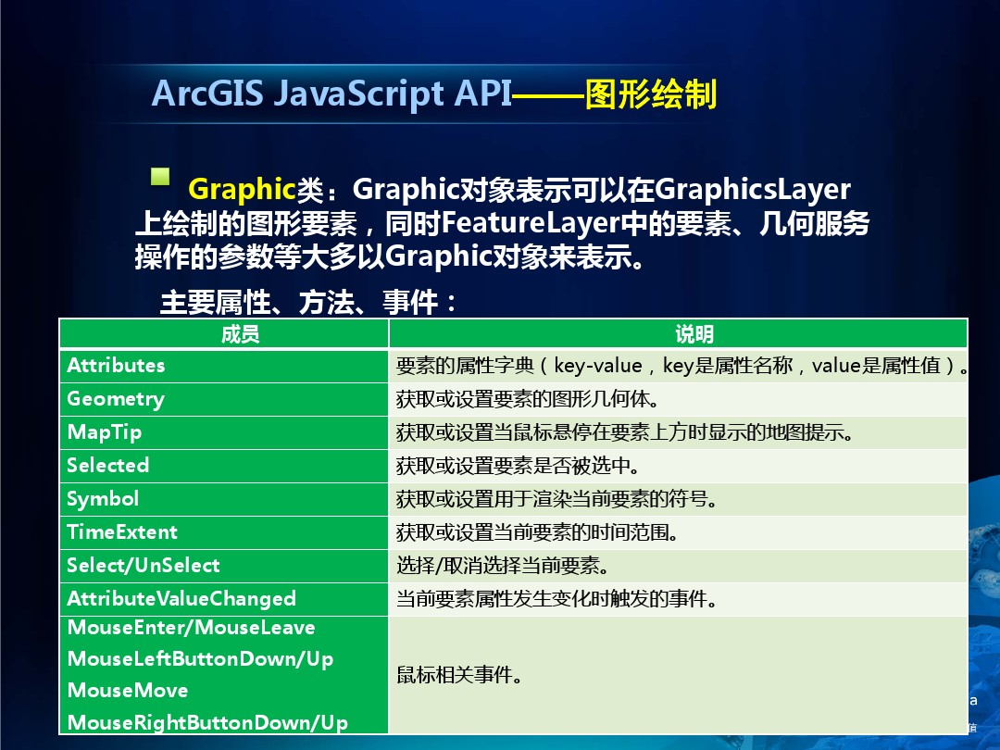 ArcGIS JavaScript API——图形绘制
Graphic类：Graphic对象表示可以在GraphicsLayer
上绘制的图形要素，同时FeatureLayer中的要素、几何服务
操作的参数等大多以Graphic对象来表示。
主要属性、方法、事件：
成员 说明
Attributes 要素的属性字典（key-value，key是属性名称，value是属性值）。
Geometry 获取或设置要素的图形几何体。
MapTip 获取或设置当鼠标悬停在要素上方时显示的地图提示。
Selected 获取或设置要素是否被选中。
Symbol 获取或设置用于渲染当前要素的符号。
TimeExtent 获取或设置当前要素的时间范围。
Select/UnSelect 选择/取消选择当前要素。
AttributeValueChanged 当前要素属性发生变化时触发的事件。
MouseEnter/MouseLeave
MouseLeftButtonDown/Up
鼠标相关事件。
MouseMove
MouseRightButtonDown/Up
a
值